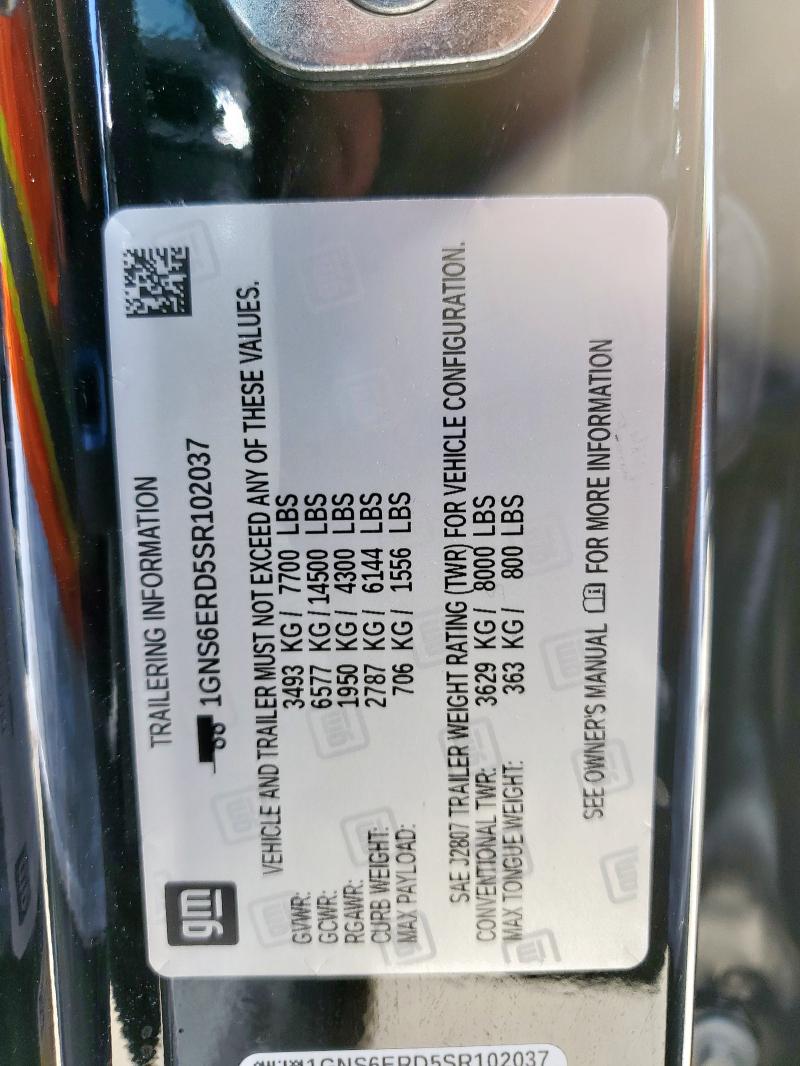 TRAILERING INFORMATION
1GNS6ERD5SR102037
VEHICLE AND TRAILER MUST NOT EXCEED ANY OF THESE VALUES.
GVWR: 3493 KG / 7700 LBS
GCWR: 6577 KG / 14500 LBS
RGAWR: 1950 KG / 4300 LBS
CURB WEIGHT: 2787 KG / 6144 LBS
MAX PAYLOAD: 706 KG / 1556 LBS
SAE J2807 TRAILER WEIGHT RATING (TWR) FOR VEHICLE CONFIGURATION.
CONVENTIONAL TWR: 3629 KG / 8000 LBS
MAX TONGUE WEIGHT: 363 KG / 800 LBS
SEE OWNER'S MANUAL FOR MORE INFORMATION
gm
1GNS6ERD5SR102037